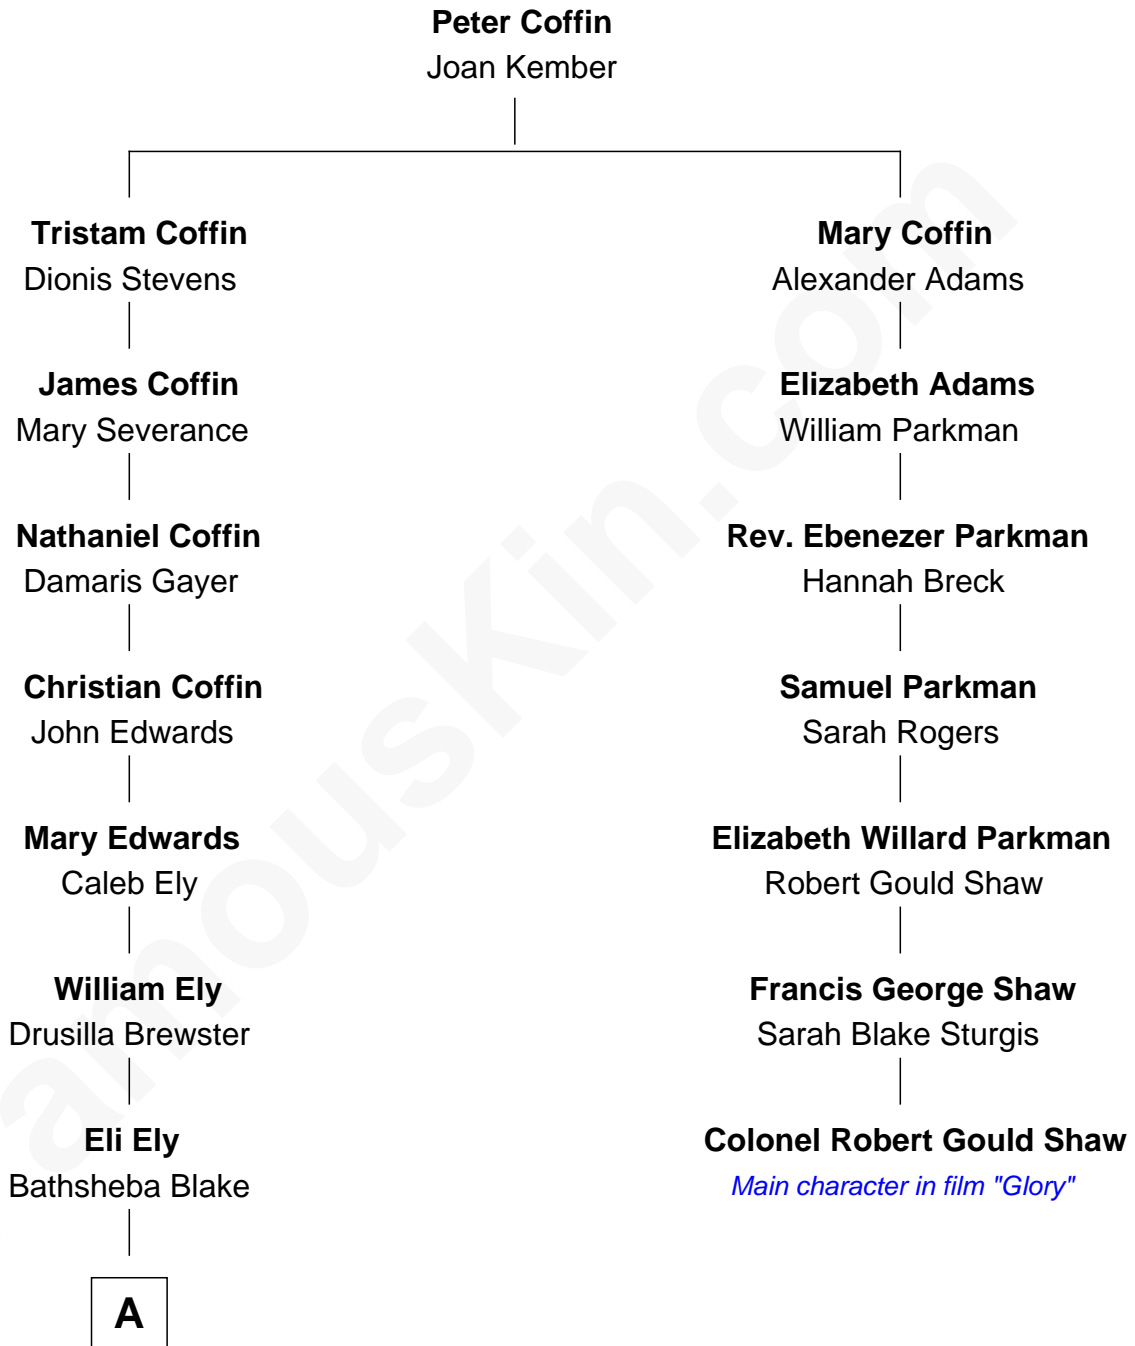 Peter Coffin
Joan Kember
Tristam Coffin
Dionis Stevens
Mary Coffin
Alexander Adams
James Coffin
Mary Severance
Elizabeth Adams
William Parkman
Nathaniel Coffin
Damaris Gayer
Rev. Ebenezer Parkman
Hannah Breck
Christian Coffin
John Edwards
Samuel Parkman
Sarah Rogers
Mary Edwards
Caleb Ely
Elizabeth Willard Parkman
Robert Gould Shaw
William Ely
Drusilla Brewster
Francis George Shaw
Sarah Blake Sturgis
Eli Ely
Bathsheba Blake
Colonel Robert Gould Shaw
Main character in film "Glory"
A
amousKin.com